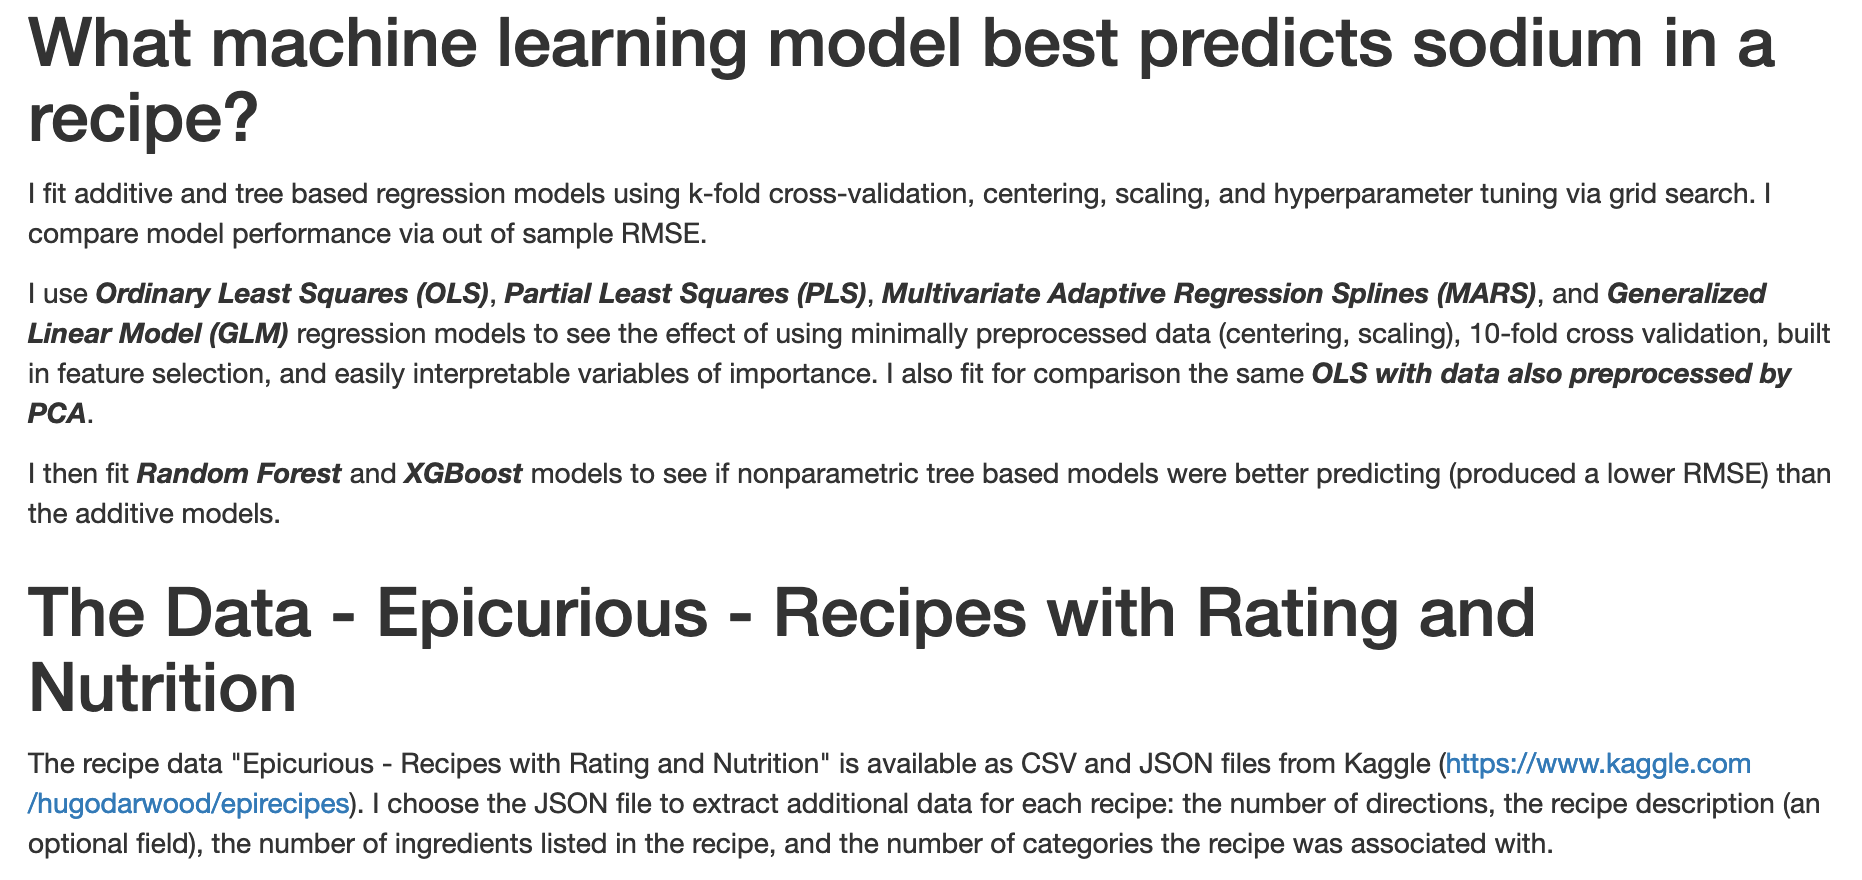 What machine learning model best predicts sodium in a
recipe?
I fit additive and tree based regression models using k-fold cross-validation, centering, scaling, and hyperparameter tuning via grid search. I
compare model performance via out of sample RMSE.
I use Ordinary Least Squares (OLS), Partial Least Squares (PLS), Multivariate Adaptive Regression Splines (MARS), and Generalized
Linear Model (GLM) regression models to see the effect of using minimally preprocessed data (centering, scaling), 10-fold cross validation, built
in feature selection, and easily interpretable variables of importance. I also fit for comparison the same OLS with data also preprocessed by
PCA.
I then fit Random Forest and XGBoost models to see if nonparametric tree based models were better predicting (produced a lower RMSE) than
the additive models.
The Data - Epicurious - Recipes with Rating and
Nutrition
The recipe data "Epicurious - Recipes with Rating and Nutrition" is available as CSV and JSON files from Kaggle (https://www.kaggle.com
/hugodarwood/epirecipes). I choose the JSON file to extract additional data for each recipe: the number of directions, the recipe description (an
optional field), the number of ingredients listed in the recipe, and the number of categories the recipe was associated with.